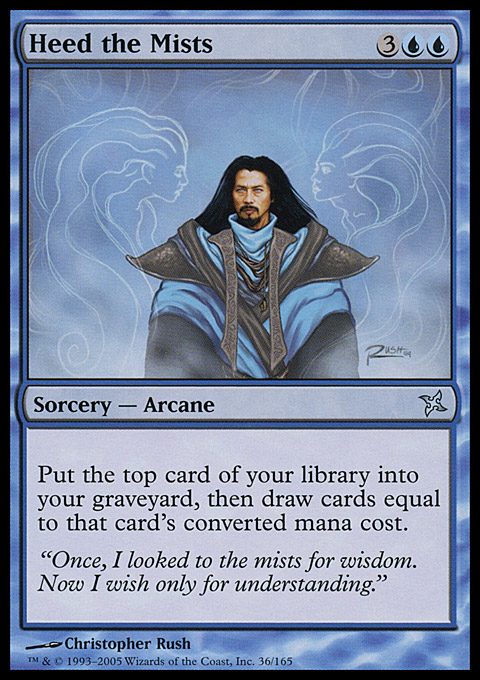 Heed the Mists 3
RUSH
Sorcery — Arcane
Put the top card of your library into
your graveyard, then draw cards equal
to that card's converted mana cost.
“Once, I looked to the mists for wisdom.
Now I wish only for understanding.”
Christopher Rush
™ & © 1993–2005 Wizards of the Coast, Inc. 36/165